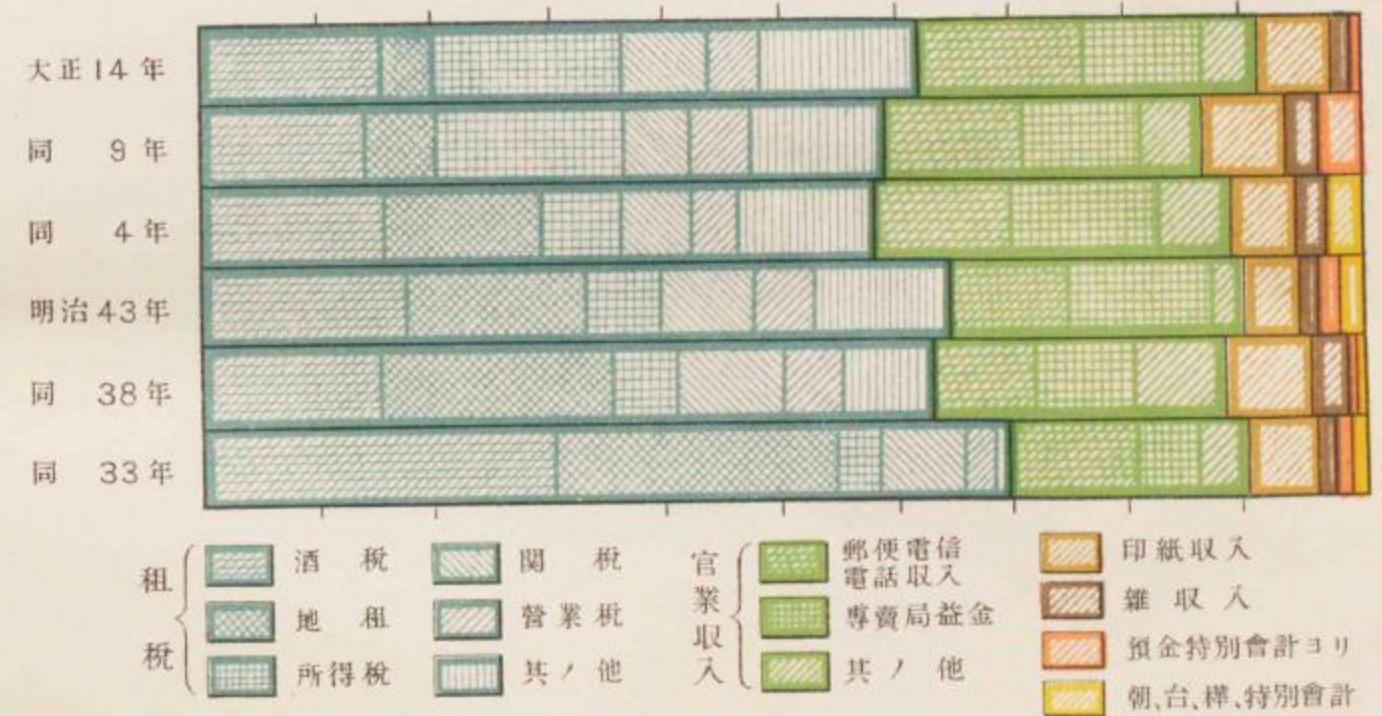 大正14年
同 9年
同 4年
明治43年
同 38年
同 33年
租税
酒税
地租
所得税
関税
営業税
其ノ他
官業収入
郵便電信
電話収入
専賣局益金
其ノ他
印紙収入
雑収入
預金特別會計ヨリ
朝、台、樺、特別會計